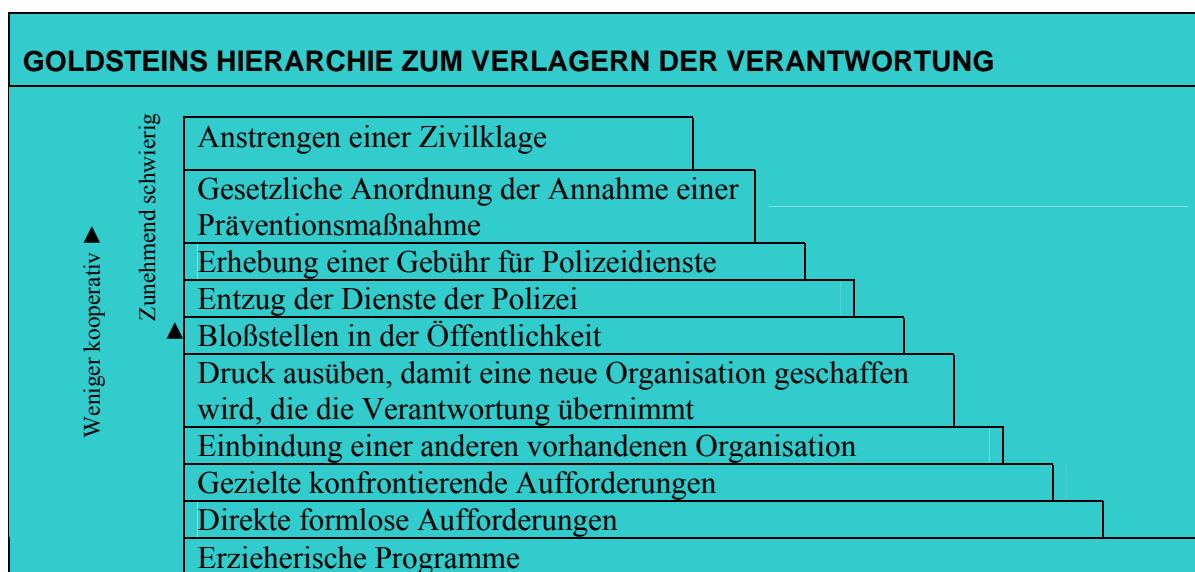 GOLDSTEINS HIERARCHIE ZUM VERLAGERN DER VERANTWORTUNG
Weniger kooperativ ▲
Zunehmend schwierig
▲
Anstrengen einer Zivilklage
Gesetzliche Anordnung der Annahme einer
Präventionsmaßnahme
Erhebung einer Gebühr für Polizeidienste
Entzug der Dienste der Polizei
Bloßstellen in der Öffentlichkeit
Druck ausüben, damit eine neue Organisation geschaffen
wird, die die Verantwortung übernimmt
Einbindung einer anderen vorhandenen Organisation
Gezielte konfrontierende Aufforderungen
Direkte formlose Aufforderungen
Erzieherische Programme